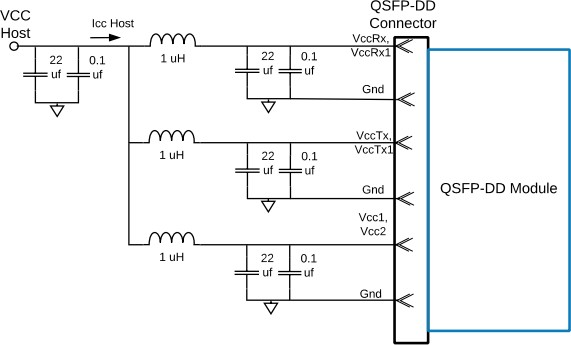 VCC
Host
Icc Host
QSFP-DD
Connector
22
uf
0.1
uf
1 uH
22
uf
0.1
uf
VccRx,
VccRx1
Gnd
1 uH
22
uf
0.1
uf
VccTx,
VccTx1
Gnd
QSFP-DD Module
1 uH
22
uf
0.1
uf
Vcc1,
Vcc2
Gnd